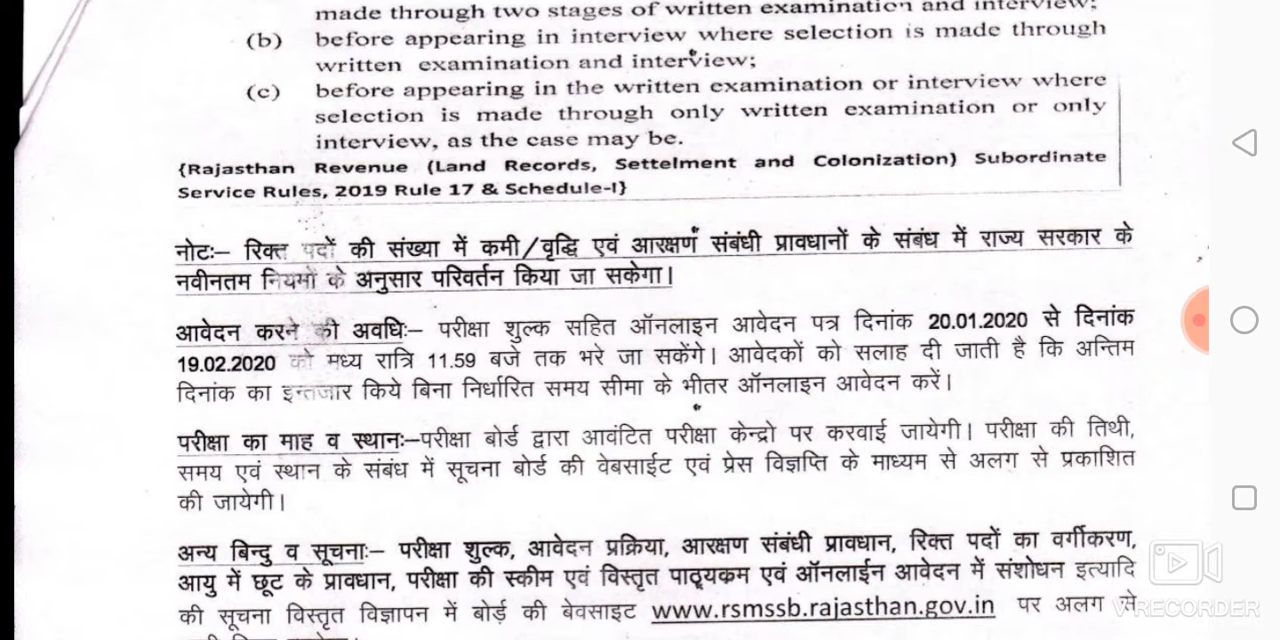 made through two stages of written examination and interview;
(b) before appearing in interview where selection is made through
written examination and interview;
(c) before appearing in the written examination or interview where
selection is made through only written examination or only
interview, as the case may be.
{Rajasthan Revenue (Land Records, Settelment and Colonization) Subordinate
Service Rules, 2019 Rule 17 & Schedule-I}
नोटः– रिक्त पदों की संख्या में कमी/वृद्धि एवं आरक्षण संबंधी प्रावधानों के संबंध में राज्य सरकार के
नवीनतम नियमों के अनुसार परिवर्तन किया जा सकेगा।
आवेदन करने की अवधिः– परीक्षा शुल्क सहित ऑनलाइन आवेदन पत्र दिनांक 20.01.2020 से दिनांक
19.02.2020 को मध्य रात्रि 11.59 बजे तक भरे जा सकेंगे। आवेदकों को सलाह दी जाती है कि अन्तिम
दिनांक का इन्तजार किये बिना निर्धारित समय सीमा के भीतर ऑनलाइन आवेदन करें।
परीक्षा का माह व स्थानः–परीक्षा बोर्ड द्वारा आवंटित परीक्षा केन्द्रो पर करवाई जायेगी। परीक्षा की तिथी,
समय एवं स्थान के संबंध में सूचना बोर्ड की वेबसाईट एवं प्रेस विज्ञप्ति के माध्यम से अलग से प्रकाशित
की जायेगी।
अन्य बिन्दु व सूचनाः– परीक्षा शुल्क, आवेदन प्रक्रिया, आरक्षण संबंधी प्रावधान, रिक्त पदों का वर्गीकरण,
आयु में छूट के प्रावधान, परीक्षा की स्कीम एवं विस्तृत पाठ्यकम एवं ऑनलाईन आवेदन में संशोधन इत्यादि
की सूचना विस्तृत विज्ञापन में बोर्ड़ की बेवसाइट www.rsmssb.rajasthan.gov.in पर अलग से
VRECORDER